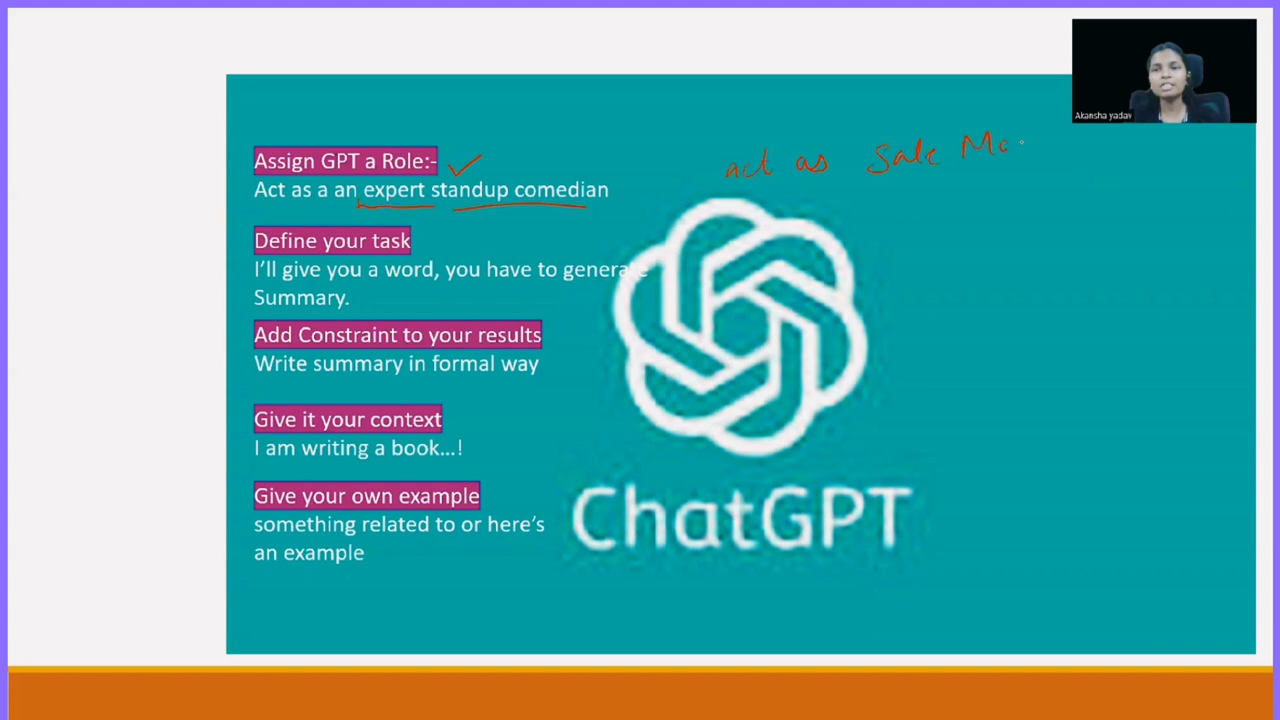 Akansha yadav
act as Sale
Assign GPT a Role:-
Act as a an expert standup comedian
Define your task
I'll give you a word, you have to generate
Summary.
Add Constraint to your results
Write summary in formal way
Give it your context
I am writing a book...!
Give your own example
something related to or here's
an example
ChatGPT